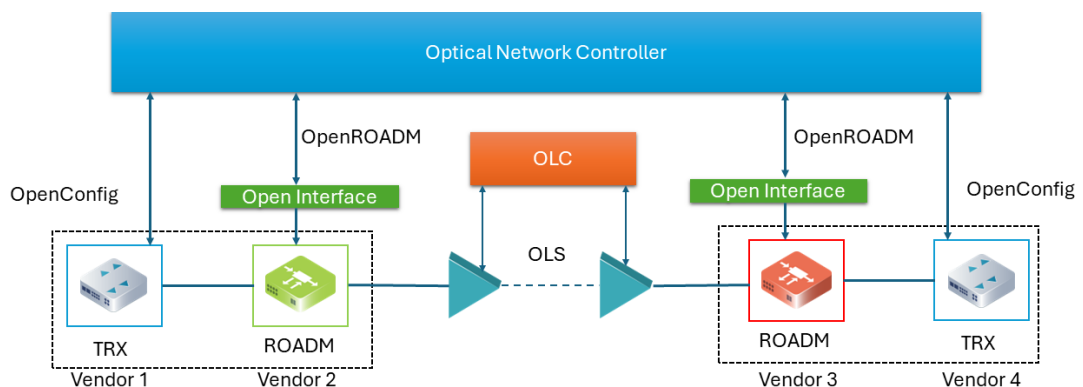 Optical Network Controller
OpenROADM
OLC
OpenROADM
OpenConfig
Open Interface
Open Interface
OpenConfig
OLS
TRX
ROADM
ROADM
TRX
Vendor 1
Vendor 2
Vendor 3
Vendor 4